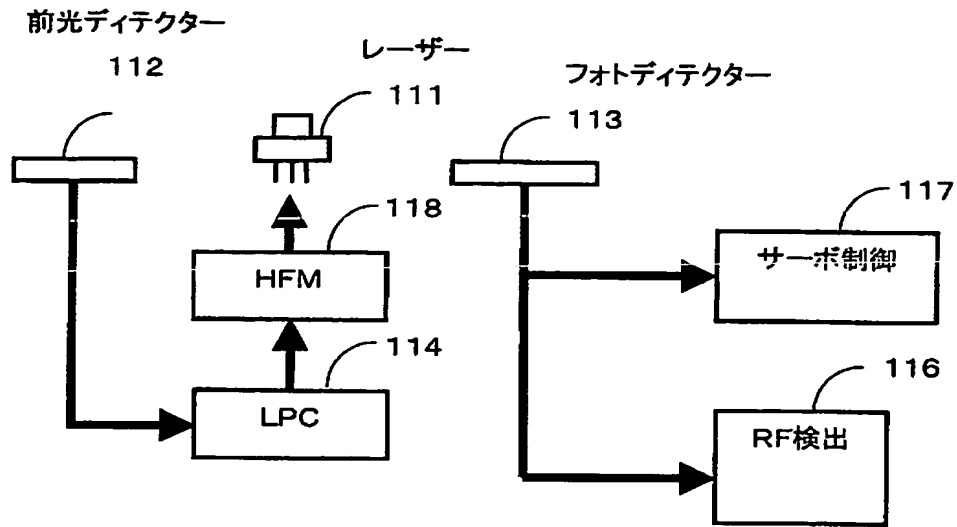 前光ディテクター
112
レーザー
111
フォトディテクター
113
118
HFM
117
サーボ制御
114
LPC
116
RF検出